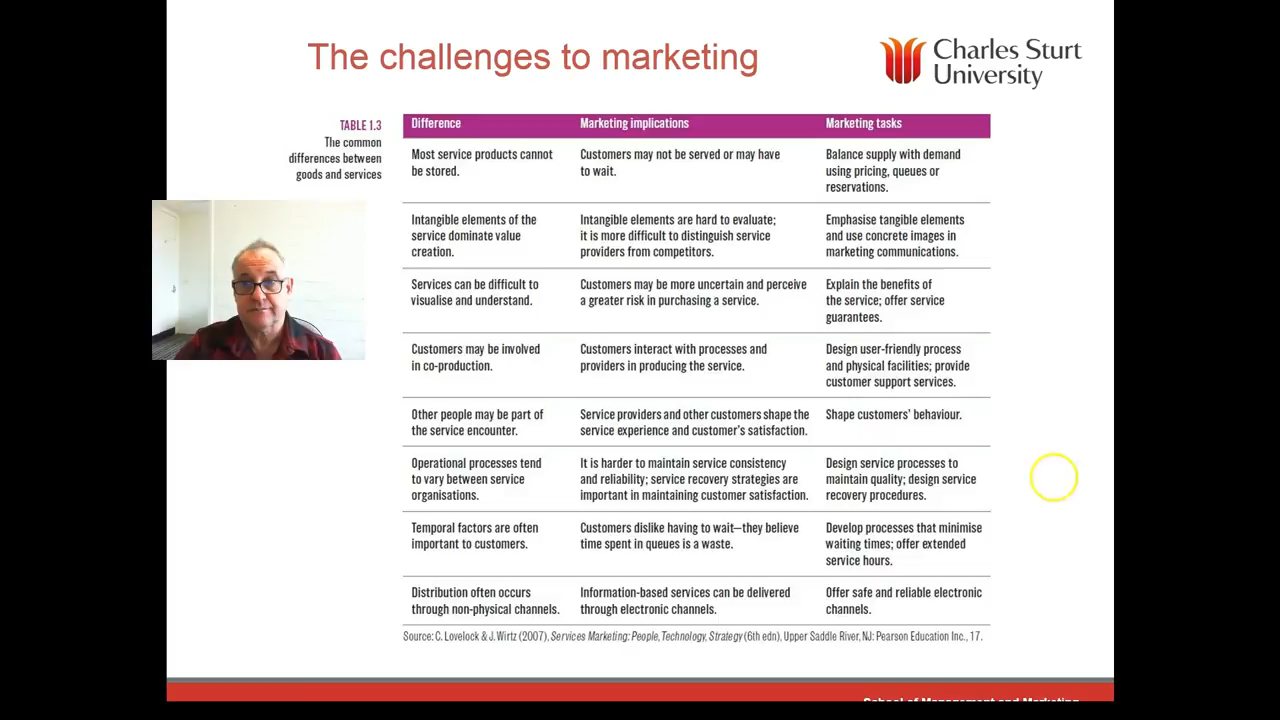 The challenges to marketing
Charles Sturt
University
TABLE 1.3
The common
differences between
goods and services
Difference
Marketing implications
Marketing tasks
Most service products cannot
be stored.
Customers may not be served or may have
to wait.
Balance supply with demand
using pricing, queues or
reservations.
Intangible elements of the
service dominate value
creation.
Intangible elements are hard to evaluate;
it is more difficult to distinguish service
providers from competitors.
Emphasise tangible elements
and use concrete images in
marketing communications.
Services can be difficult to
visualise and understand.
Customers may be more uncertain and perceive
a greater risk in purchasing a service.
Explain the benefits of
the service; offer service
guarantees.
Customers may be involved
in co-production.
Customers interact with processes and
providers in producing the service.
Design user-friendly process
and physical facilities; provide
customer support services.
Other people may be part of
the service encounter.
Service providers and other customers shape the
service experience and customer's satisfaction.
Shape customers' behaviour.
Operational processes tend
to vary between service
organisations.
It is harder to maintain service consistency
and reliability; service recovery strategies are
important in maintaining customer satisfaction.
Design service processes to
maintain quality; design service
recovery procedures.
Temporal factors are often
important to customers.
Customers dislike having to wait—they believe
time spent in queues is a waste.
Develop processes that minimise
waiting times; offer extended
service hours.
Distribution often occurs
through non-physical channels.
Information-based services can be delivered
through electronic channels.
Offer safe and reliable electronic
channels.
Source: C. Lovelock & J. Wirtz (2007), Services Marketing: People, Technology, Strategy (6th edn), Upper Saddle River, NJ: Pearson Education Inc., 17.
School of Management and Marketing